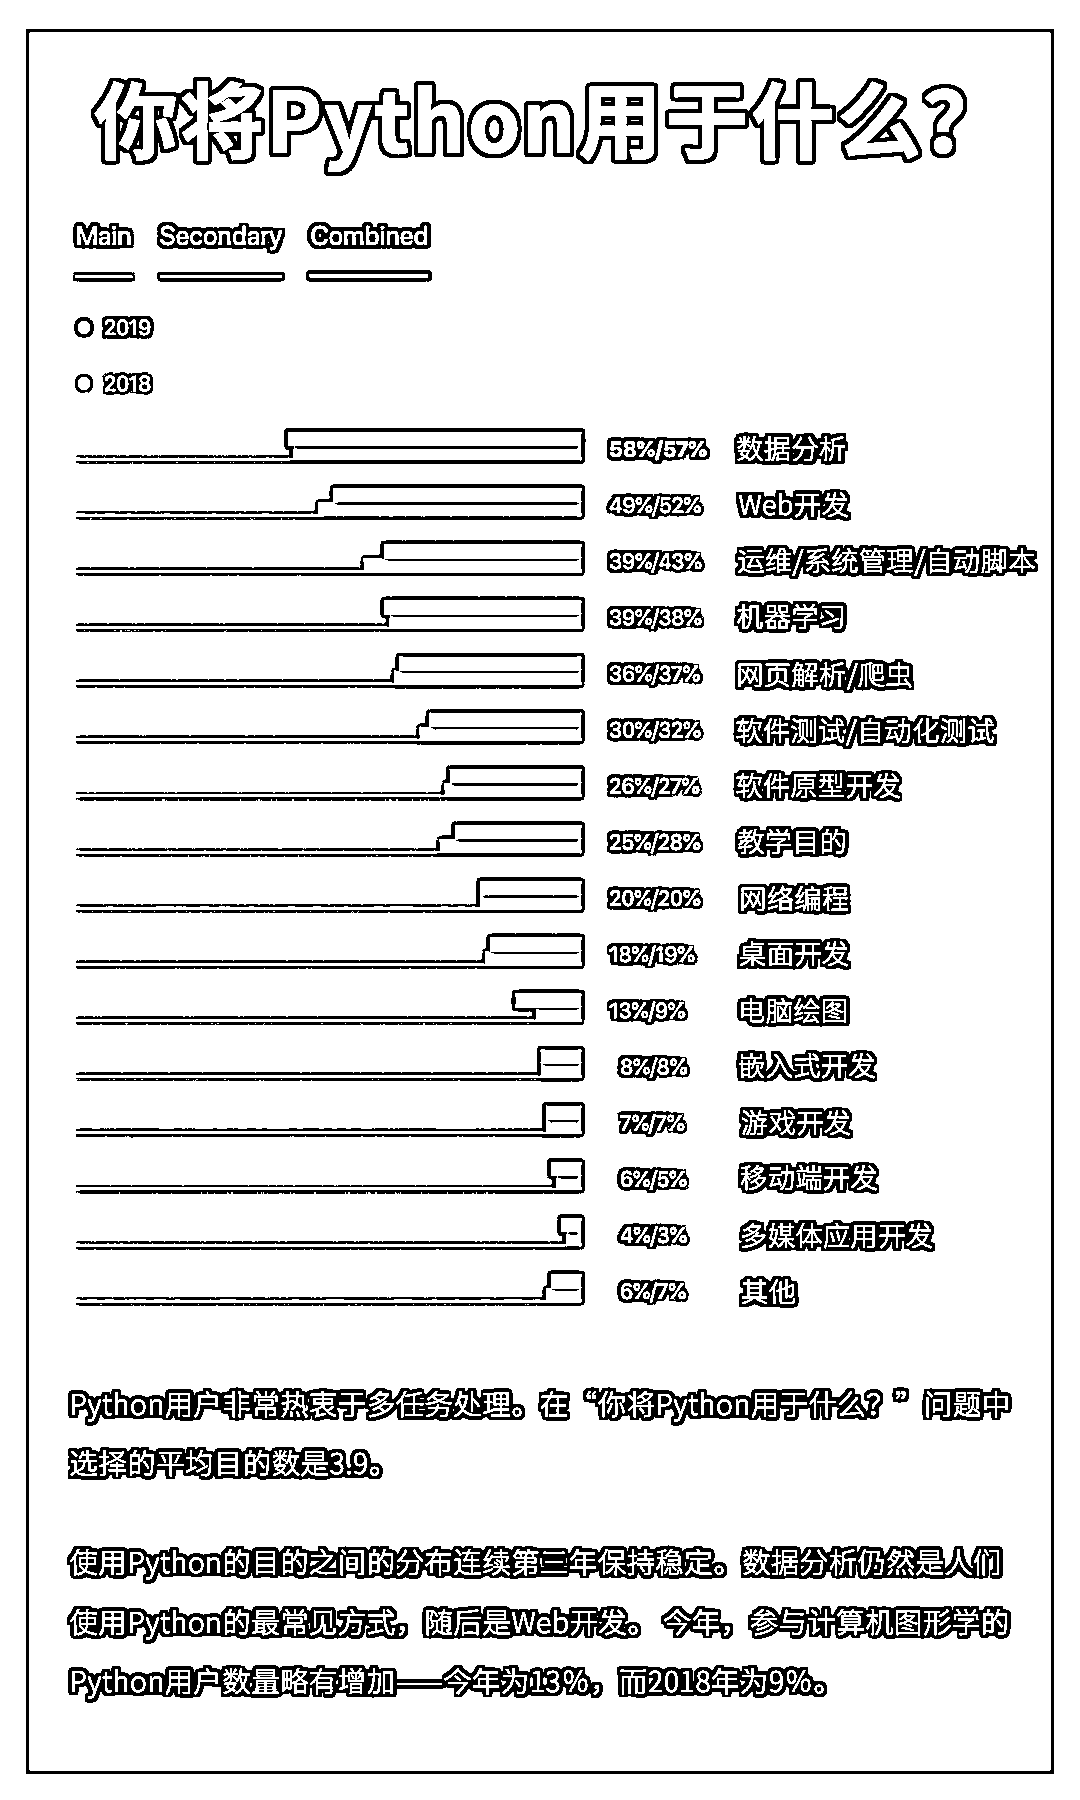 你将Python用于什么?
Main Secondary Combined
2019
2018
58%/57% 数据分析
49%/52% Web开发
39%/43% 运维/系统管理/自动脚本
39%/38% 机器学习
36%/37% 网页解析/爬虫
30%/32% 软件测试/自动化测试
26%/27% 软件原型开发
25%/28% 教学目的
20%/20% 网络编程
18%/19% 桌面开发
13%/9% 电脑绘图
8%/8% 嵌入式开发
7%/7% 游戏开发
6%/5% 移动端开发
4%/3% 多媒体应用开发
6%/7% 其他
Python用户非常热衷于多任务处理。在“你将Python用于什么？”问题中
选择的平均目的数是3.9。
使用Python的目的之间的分布连续第三年保持稳定。数据分析仍然是人们
使用Python的最常见方式，随后是Web开发。 今年，参与计算机图形学的
Python用户数量略有增加——今年为13%，而2018年为9%。